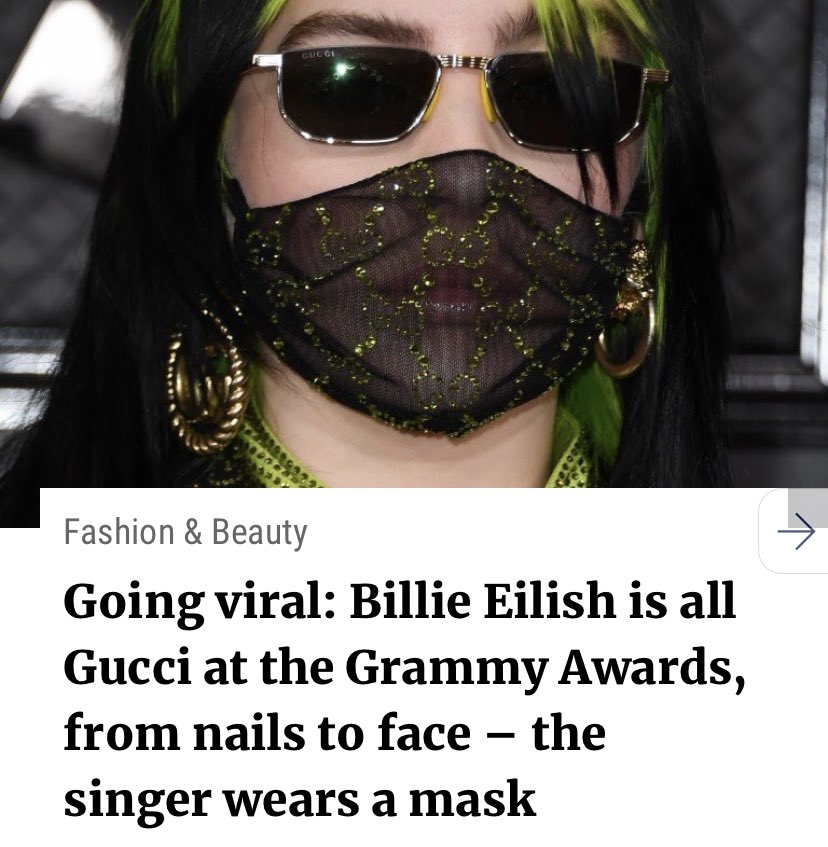 GUCCI
Fashion & Beauty
Going viral: Billie Eilish is all
Gucci at the Grammy Awards,
from nails to face – the
singer wears a mask